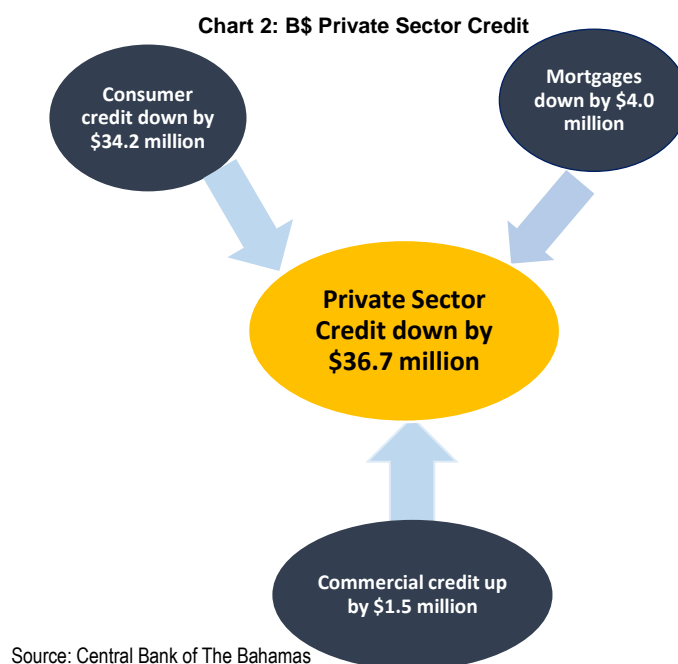 Chart 2: B$ Private Sector Credit
Consumer
credit down by
$34.2 million
Mortgages
down by $4.0
million
Private Sector
Credit down by
$36.7 million
Commercial credit up
by $1.5 million
Source: Central Bank of The Bahamas